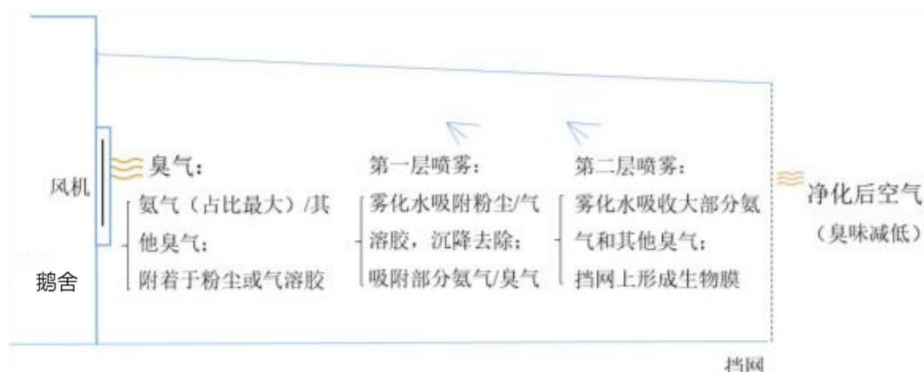 风机
鹅舍
臭气：
氨气（占比最大）/其
他臭气；
附着于粉尘或气溶胶
第一层喷雾：
雾化水吸附粉尘/气
溶胶，沉降去除；
吸附部分氨气/臭气
第二层喷雾：
雾化水吸收大部分氨
气和其他臭气；
挡网上形成生物膜
净化后空气
（臭味减低）
挡网